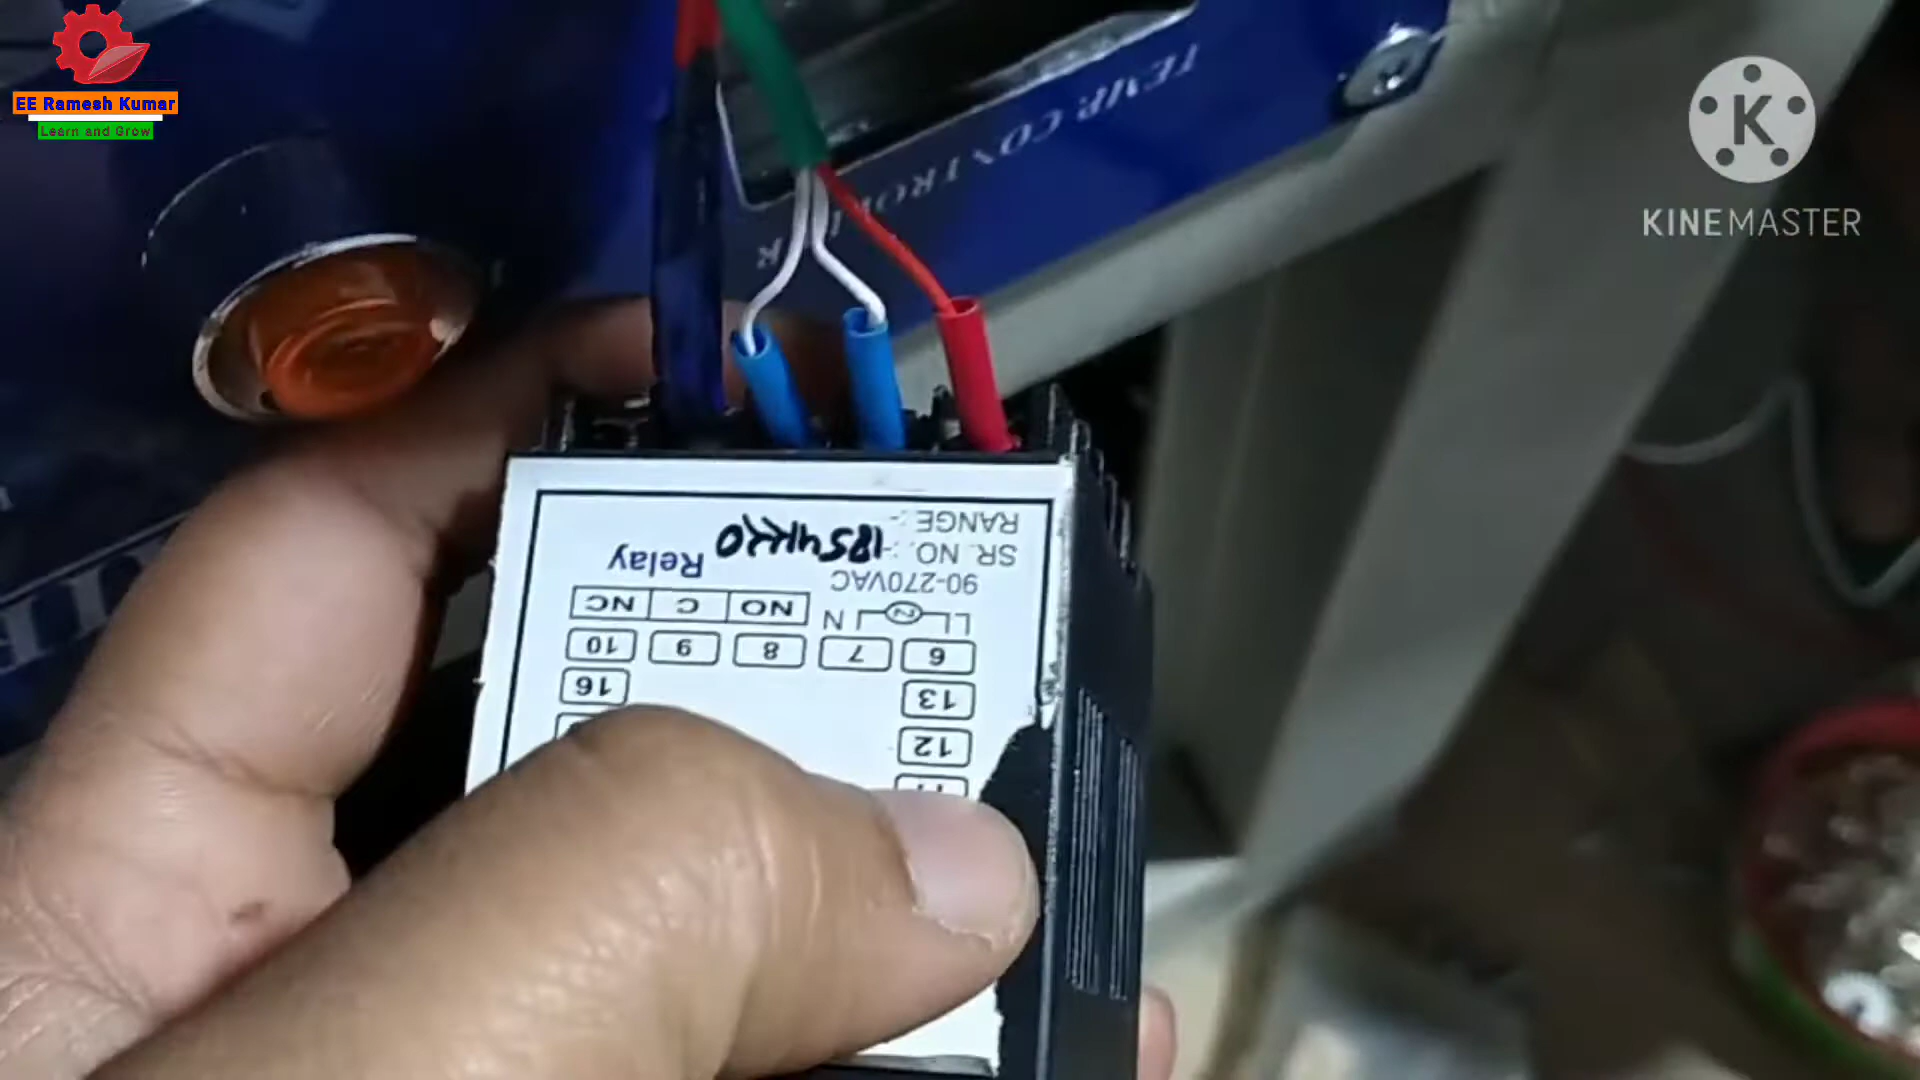 EE Ramesh Kumar
Learn and Grow
KINEMASTER
TEMP. CONTROLLER
RANGE :-
SR. NO. :-
90-270VAC
Relay
L N
NO C NC
6 7 8 9 10
13 16
12
11